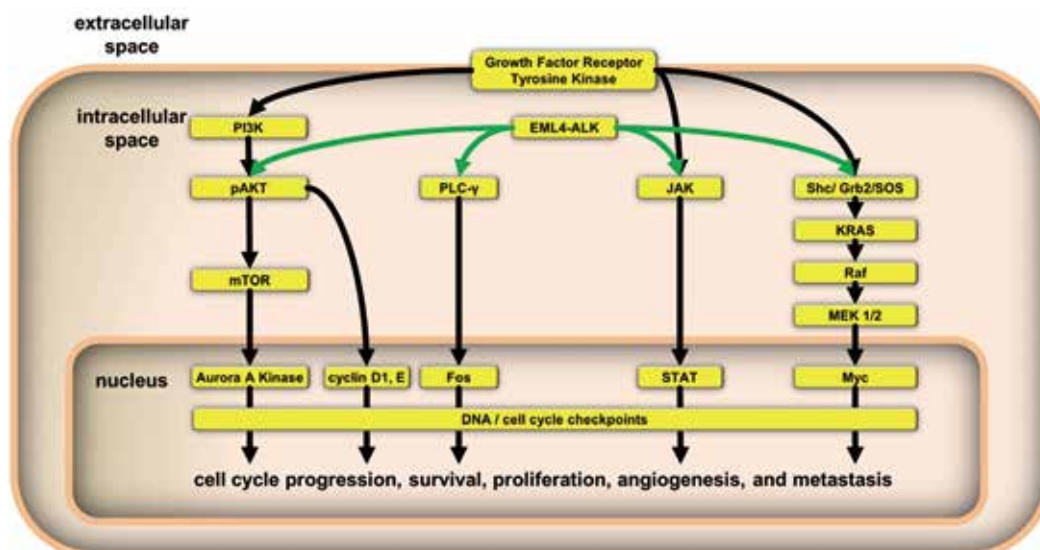 extracellular
space
Growth Factor Receptor
Tyrosine Kinase
intracellular
space
PI3K
EML4-ALK
pAKT
PLC-γ
JAK
Shc/ Grb2/SOS
KRAS
mTOR
Raf
MEK 1/2
nucleus
Aurora A Kinase
cyclin D1, E
Fos
STAT
Myc
DNA / cell cycle checkpoints
cell cycle progression, survival, proliferation, angiogenesis, and metastasis